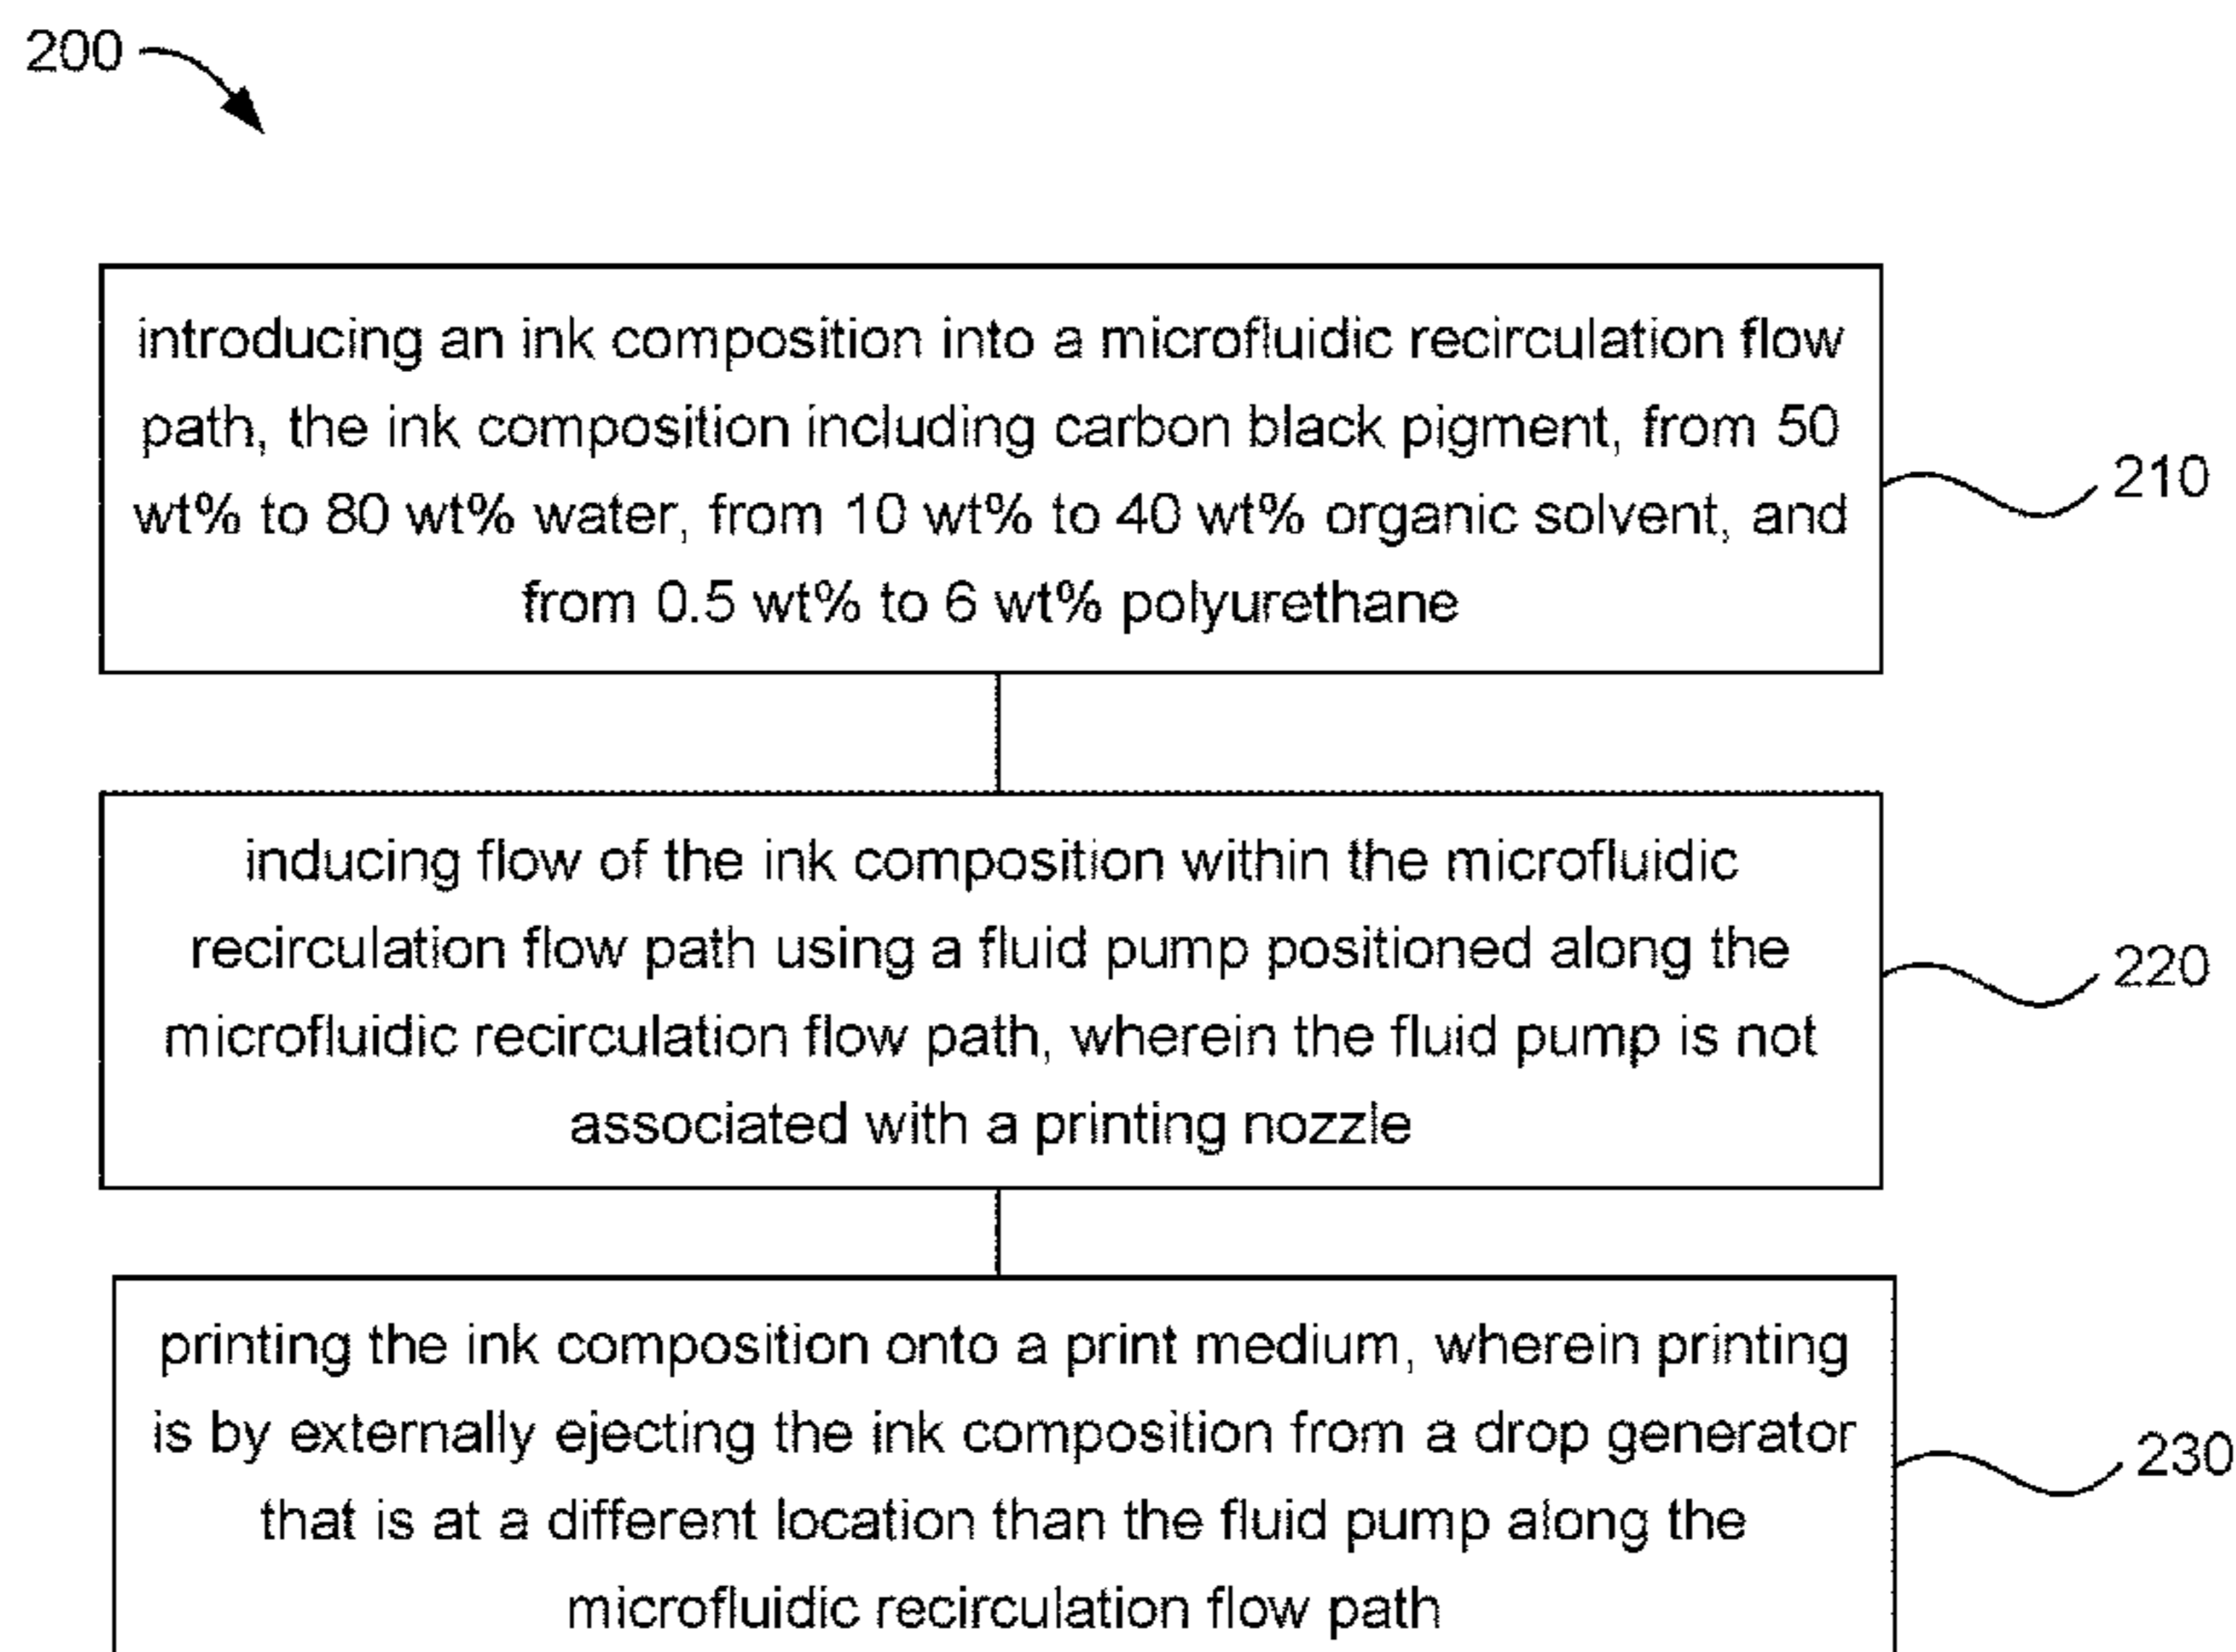 200
introducing an ink composition into a microfluidic recirculation flow
path, the ink composition including carbon black pigment, from 50
wt% to 80 wt% water, from 10 wt% to 40 wt% organic solvent, and
from 0.5 wt% to 6 wt% polyurethane
210
inducing flow of the ink composition within the microfluidic
recirculation flow path using a fluid pump positioned along the
microfluidic recirculation flow path, wherein the fluid pump is not
associated with a printing nozzle
220
printing the ink composition onto a print medium, wherein printing
is by externally ejecting the ink composition from a drop generator
that is at a different location than the fluid pump along the
microfluidic recirculation flow path
230